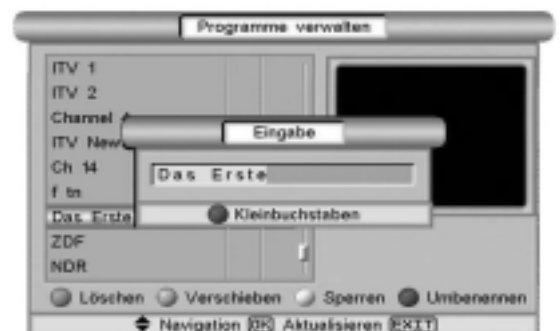 Programme verwalten
ITV 1
ITV 2
Channel
ITV New
Ch 14
f tn
Das Erste
ZDF
NDR
Eingabe
Das Erste
Kleinbuchstaben
Löschen Verschieben Sperren Umbenennen
Navigation OK Aktualisieren EXIT